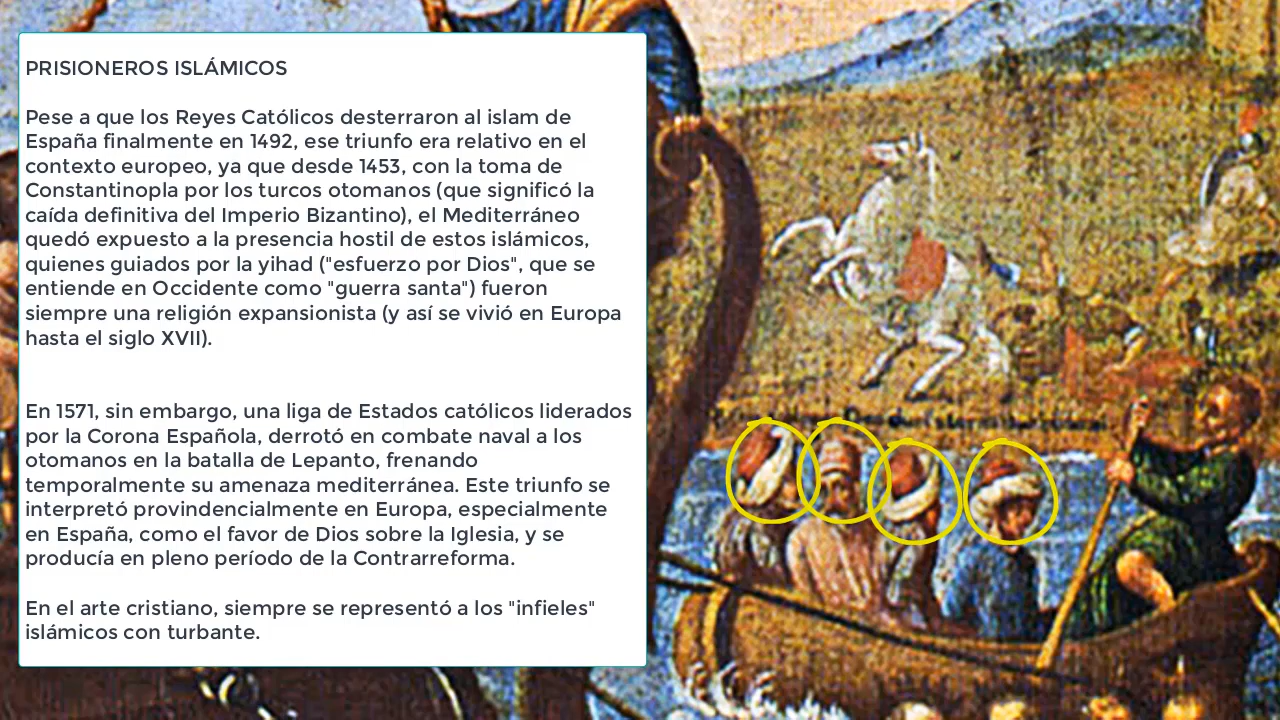 PRISIONEROS ISLÁMICOS
Pese a que los Reyes Católicos desterraron al islam de
España finalmente en 1492, ese triunfo era relativo en el
contexto europeo, ya que desde 1453, con la toma de
Constantinopla por los turcos otomanos (que significó la
caída definitiva del Imperio Bizantino), el Mediterráneo
quedó expuesto a la presencia hostil de estos islámicos,
quienes guiados por la yihad ("esfuerzo por Dios", que se
entiende en Occidente como "guerra santa") fueron
siempre una religión expansionista (y así se vivió en Europa
hasta el siglo XVII).
En 1571, sin embargo, una liga de Estados católicos liderados
por la Corona Española, derrotó en combate naval a los
otomanos en la batalla de Lepanto, frenando
temporalmente su amenaza mediterránea. Este triunfo se
interpretó provindencialmente en Europa, especialmente
en España, como el favor de Dios sobre la Iglesia, y se
producía en pleno período de la Contrarreforma.
En el arte cristiano, siempre se representó a los "infieles"
islámicos con turbante.